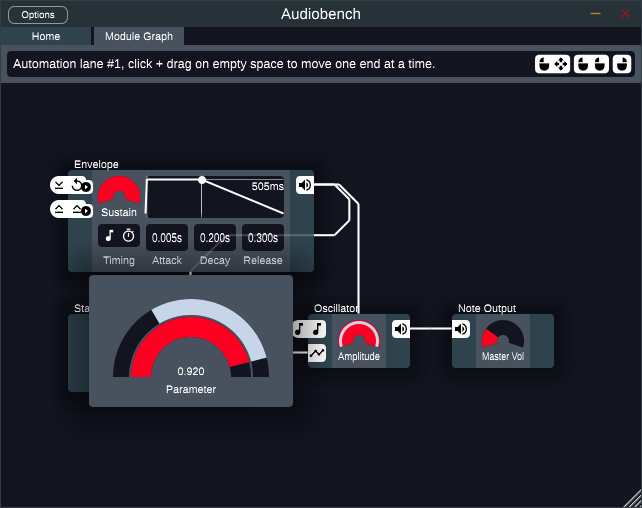 Options
Audiobench
Home
Module Graph
Automation lane #1, click + drag on empty space to move one end at a time.
Envelope
505ms
Sustain
0.005s
0.200s
0.300s
Timing
Attack
Decay
Release
Sta
Oscillator
Note Output
Amplitude
Master Vol
0.920
Parameter